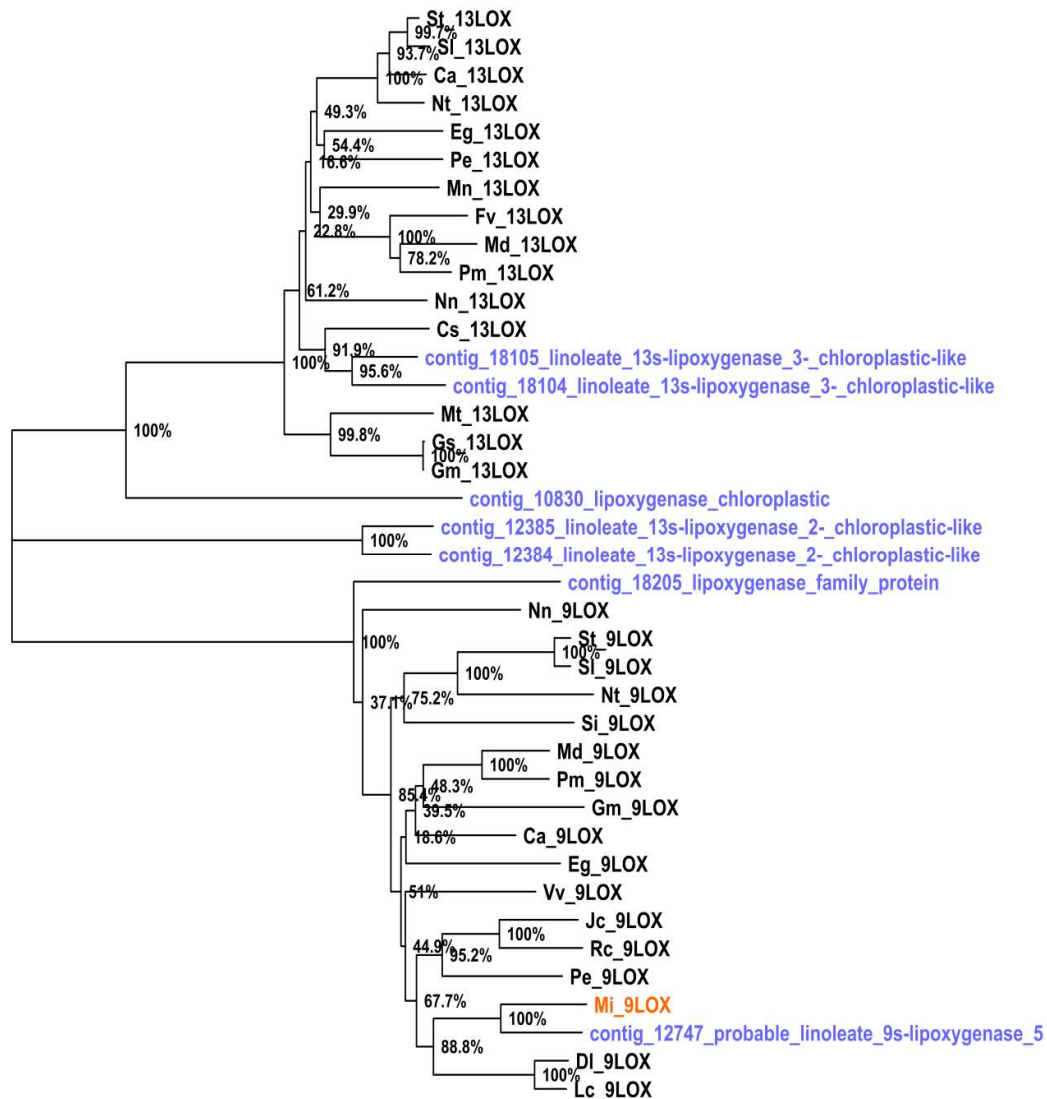 St_13LOX
99.7%
Sl_13LOX
93.7%
Ca_13LOX
100%
Nt_13LOX
49.3%
Eg_13LOX
54.4%
Pe_13LOX
16.6%
Mn_13LOX
29.9%
Fv_13LOX
22.8%
100%
Md_13LOX
78.2%
Pm_13LOX
61.2%
Nn_13LOX
Cs_13LOX
91.9%
contig_18105_linoleate_13s-lipoxygenase_3-_chloroplastic-like
100%
95.6%
contig_18104_linoleate_13s-lipoxygenase_3-_chloroplastic-like
Mt_13LOX
100%
99.8%
Gs_13LOX
100%
Gm_13LOX
contig_10830_lipoxygenase_chloroplastic
contig_12385_linoleate_13s-lipoxygenase_2-_chloroplastic-like
100%
contig_12384_linoleate_13s-lipoxygenase_2-_chloroplastic-like
contig_18205_lipoxygenase_family_protein
Nn_9LOX
100%
St_9LOX
100%
Sl_9LOX
100%
Nt_9LOX
37.1%
75.2%
Si_9LOX
Md_9LOX
100%
Pm_9LOX
48.3%
85.4%
Gm_9LOX
39.5%
Ca_9LOX
18.6%
Eg_9LOX
51%
Vv_9LOX
Jc_9LOX
100%
44.9%
95.2%
Rc_9LOX
Pe_9LOX
67.7%
Mi_9LOX
100%
contig_12747_probable_linoleate_9s-lipoxygenase_5
88.8%
Dl_9LOX
100%
Lc_9LOX